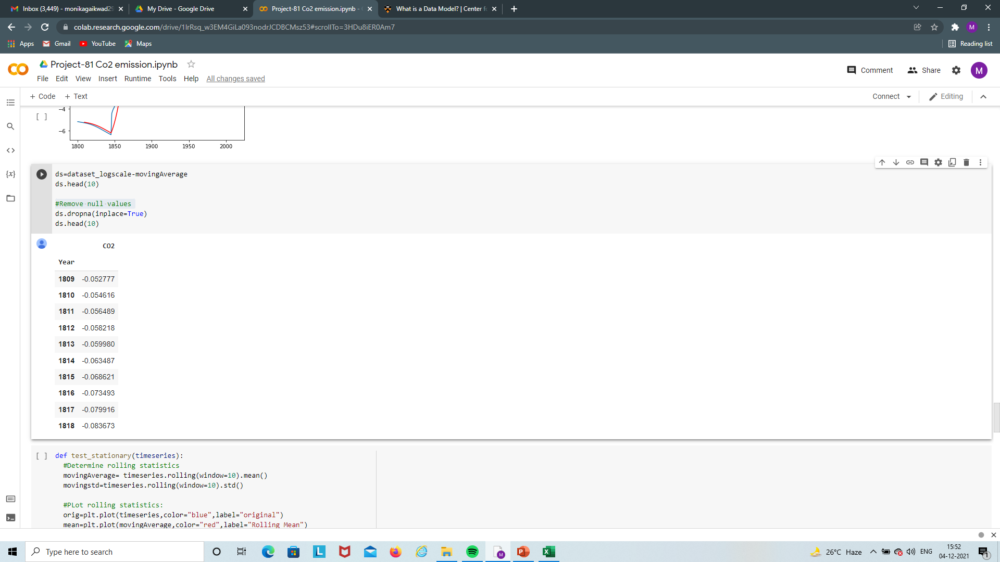 Inbox (3,449) - monikagaikwad29
My Drive - Google Drive
Project-81 Co2 emission.ipynb -
What is a Data Model? | Center f
colab.research.google.com/drive/1IrRsq_w3EM4GiLa093nodrJCDBCMsz53#scrollTo=3HDu8iER0Am7
M
Apps
Gmail
YouTube
Maps
Reading list
Project-81 Co2 emission.ipynb
Comment
Share
M
File Edit View Insert Runtime Tools Help All changes saved
+ Code + Text
Connect
Editing
[ ]
−4
−6
1800 1850 1900 1950 2000
ds=dataset_logscale-movingAverage
ds.head(10)
#Remove null values
ds.dropna(inplace=True)
ds.head(10)
CO2
Year
1809 -0.052777
1810 -0.054616
1811 -0.056489
1812 -0.058218
1813 -0.059980
1814 -0.063487
1815 -0.068621
1816 -0.073493
1817 -0.079916
1818 -0.083673
[ ] def test_stationary(timeseries):
#Determine rolling statistics
movingAverage= timeseries.rolling(window=10).mean()
movingstd=timeseries.rolling(window=10).std()
#PLot rolling statistics:
orig=plt.plot(timeseries,color="blue",label="original")
mean=plt.plot(movingAverage,color="red",label="Rolling Mean")
Type here to search
26°C Haze
ENG
15:52
04-12-2021
1